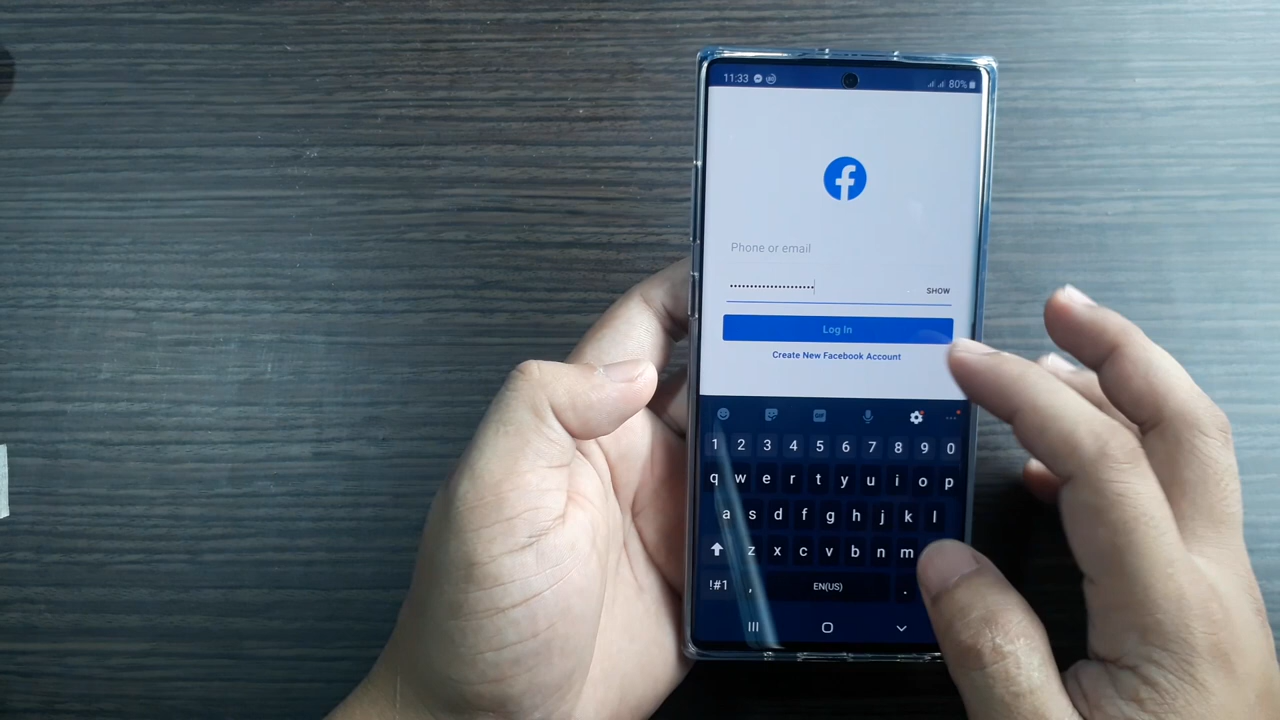 11:33 80%
f
Phone or email
SHOW
Log In
Create New Facebook Account
GIF
1 2 3 4 5 6 7 8 9 0
q w e r t y u i o p
a s d f g h j k l
z x c v b n m
!#1 , EN(US) .